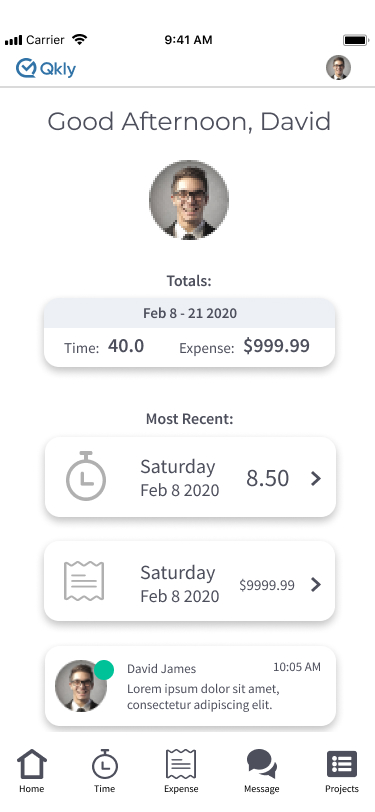 Carrier 9:41 AM
Qkly
Good Afternoon, David
Totals:
Feb 8 - 21 2020
Time: 40.0 Expense: $999.99
Most Recent:
Saturday
Feb 8 2020
8.50
Saturday
Feb 8 2020
$9999.99
David James 10:05 AM
Lorem ipsum dolor sit amet,
consectetur adipiscing elit.
Home Time Expense Message Projects